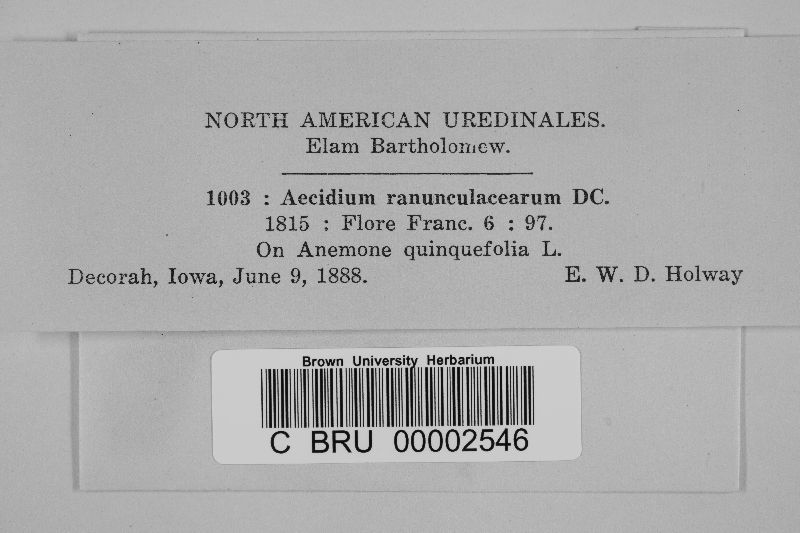 NORTH AMERICAN UREDINALES.
Elam Bartholomew.
1003 : Aecidium ranunculacearum DC.
1815 : Flore Franc. 6 : 97.
On Anemone quinquefolia L.
Decorah, Iowa, June 9, 1888. E. W. D. Holway
Brown University Herbarium
C BRU 00002546